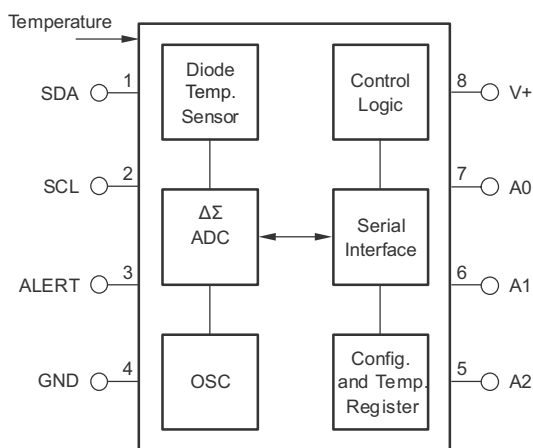 Temperature
1
SDA
2
SCL
3
ALERT
4
GND
Diode
Temp.
Sensor
ΔΣ
ADC
OSC
Control
Logic
Serial
Interface
Config.
and Temp.
Register
8
V+
7
A0
6
A1
5
A2